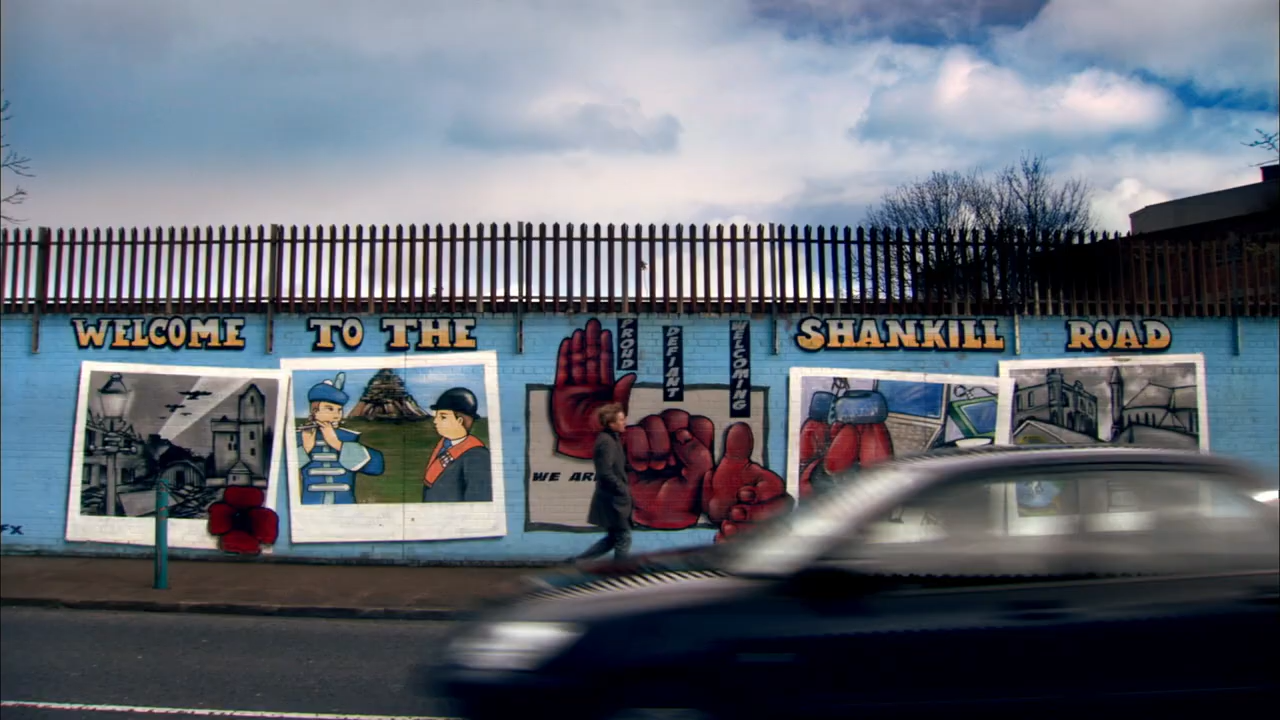 WELCOME TO THE SHANKILL ROAD
PROUD
DEFIANT
WELCOMING
WE ARE
FX